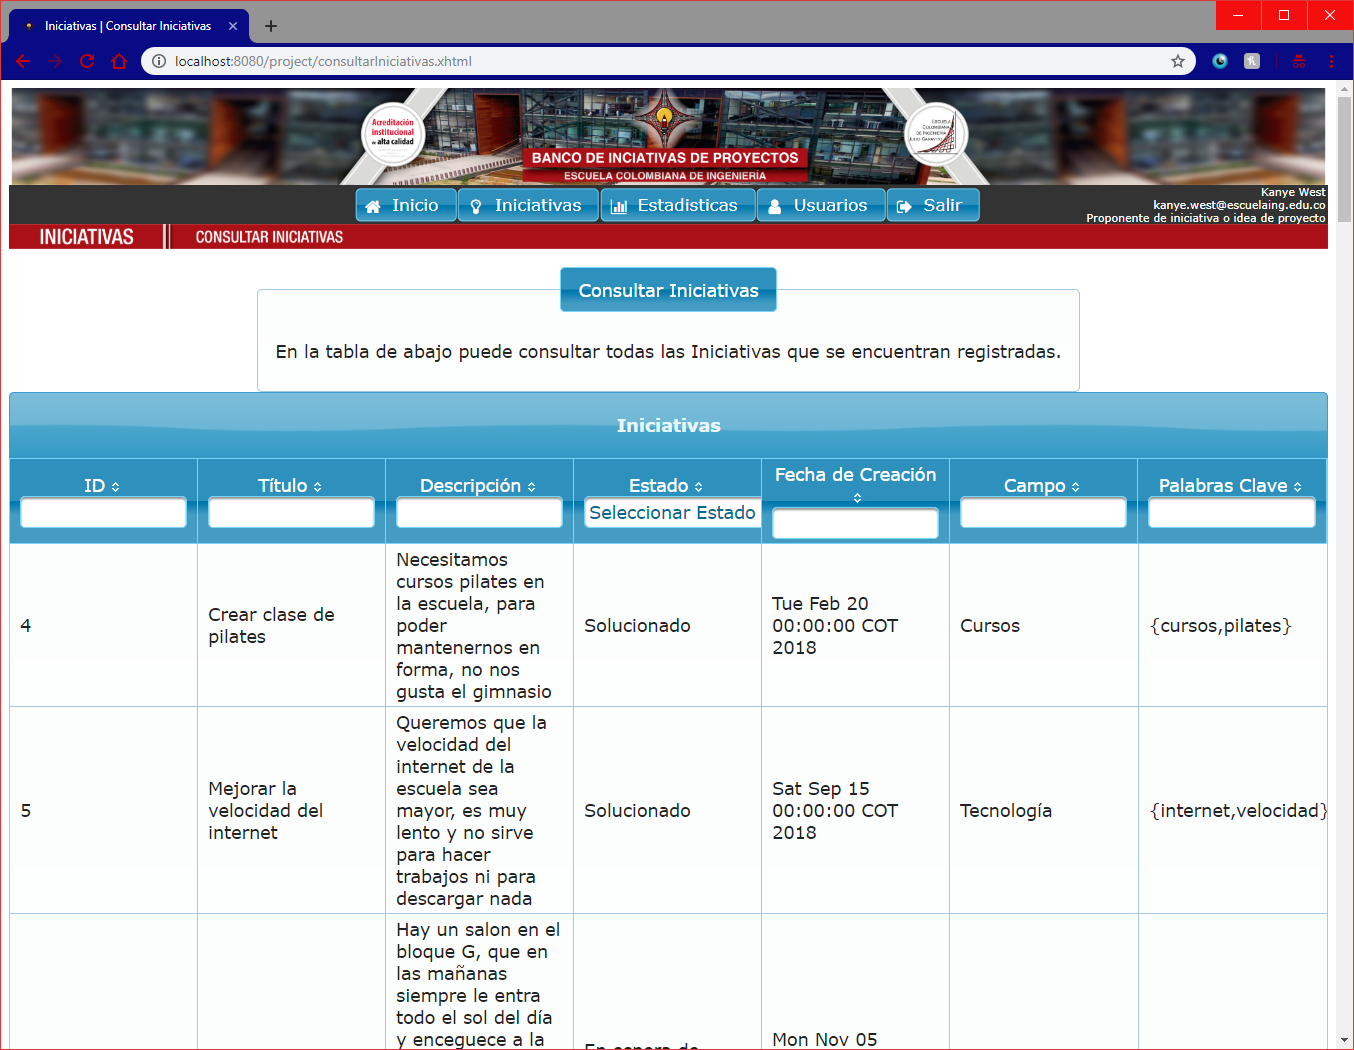 Iniciativas | Consultar Iniciativas
localhost:8080/project/consultarIniciativas.xhtml
Acreditación
institucional
de alta calidad
ESCUELA
COLOMBIANA
DE INGENIERÍA
JULIO GARAVITO
BANCO DE INCIATIVAS DE PROYECTOS
ESCUELA COLOMBIANA DE INGENIERÍA
Inicio
Iniciativas
Estadisticas
Usuarios
Salir
Kanye West
kanye.west@escuelaing.edu.co
Proponente de iniciativa o idea de proyecto
INICIATIVAS
CONSULTAR INICIATIVAS
Consultar Iniciativas
En la tabla de abajo puede consultar todas las Iniciativas que se encuentran registradas.
Iniciativas
ID
Título
Descripción
Estado
Seleccionar Estado
Fecha de Creación
Campo
Palabras Clave
4
Crear clase de
pilates
Necesitamos
cursos pilates en
la escuela, para
poder
mantenernos en
forma, no nos
gusta el gimnasio
Solucionado
Tue Feb 20
00:00:00 COT
2018
Cursos
{cursos,pilates}
5
Mejorar la
velocidad del
internet
Queremos que la
velocidad del
internet de la
escuela sea
mayor, es muy
lento y no sirve
para hacer
trabajos ni para
descargar nada
Solucionado
Sat Sep 15
00:00:00 COT
2018
Tecnología
{internet,velocidad}
Hay un salon en el
bloque G, que en
las mañanas
siempre le entra
todo el sol del día
y enceguece a la
En espera de
Mon Nov 05